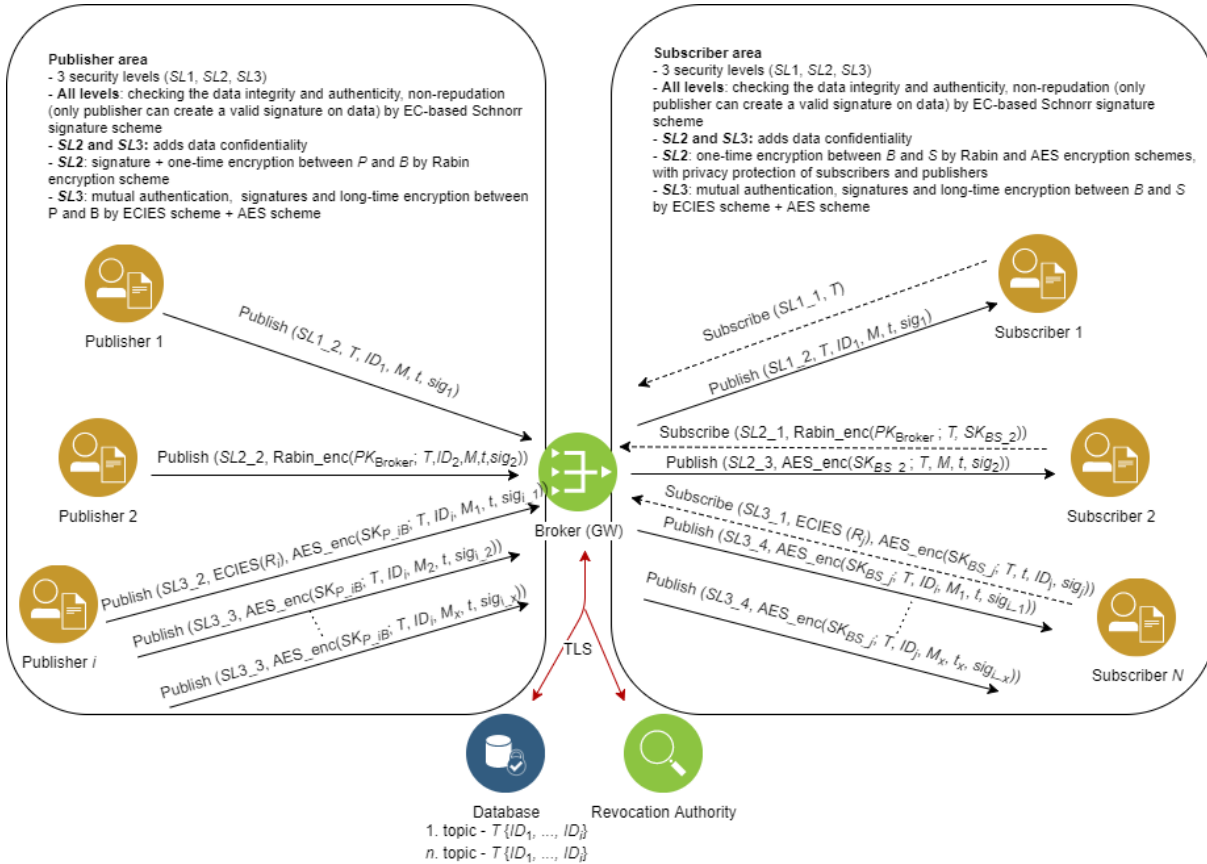 Publisher area
- 3 security levels (SL1, SL2, SL3)
- All levels: checking the data integrity and authenticity, non-repudation
(only publisher can create a valid signature on data) by EC-based Schnorr
signature scheme
- SL2 and SL3: adds data confidentiality
- SL2: signature + one-time encryption between P and B by Rabin
encryption scheme
- SL3: mutual authentication, signatures and long-time encryption between
P and B by ECIES scheme + AES scheme
Publisher 1
Publish (SL1_2, T, ID1, M, t, sig1)
Publisher 2
Publish (SL2_2, Rabin_enc(PKBroker; T,ID2,M,t,sig2))
Publisher i
Publish (SL3_2, ECIES(Ri), AES_enc(SKP_iB; T, IDi, M1, t, sigi_1))
Publish (SL3_3, AES_enc(SKP_iB; T, IDi, M2, t, sigi_2))
Publish (SL3_3, AES_enc(SKP_iB; T, IDi, Mx, t, sigi_x))
Broker (GW)
Subscriber area
- 3 security levels (SL1, SL2, SL3)
- All levels: checking the data integrity and authenticity, non-repudation (only
publisher can create a valid signature on data) by EC-based Schnorr signature
scheme
- SL2 and SL3: adds data confidentiality
- SL2: one-time encryption between B and S by Rabin and AES encryption schemes,
with privacy protection of subscribers and publishers
- SL3: mutual authentication, signatures and long-time encryption between B and S
by ECIES scheme + AES scheme
Subscribe (SL1_1, T)
Publish (SL1_2, T, ID1, M, t, sig1)
Subscriber 1
Subscribe (SL2_1, Rabin_enc(PKBroker; T, SKBS_2))
Publish (SL2_3, AES_enc(SKBS_2; T, M, t, sig2))
Subscriber 2
Subscribe (SL3_1, ECIES (Rj), AES_enc(SKBS_j; T, t, IDj, sigj))
Publish (SL3_4, AES_enc(SKBS_j; T, IDj, M1, t, sigi_1))
Publish (SL3_4, AES_enc(SKBS_j; T, IDj, Mx, tx, sigi_x))
Subscriber N
TLS
Database
1. topic - T {ID1, ..., IDi}
n. topic - T {ID1, ..., IDi}
Revocation Authority